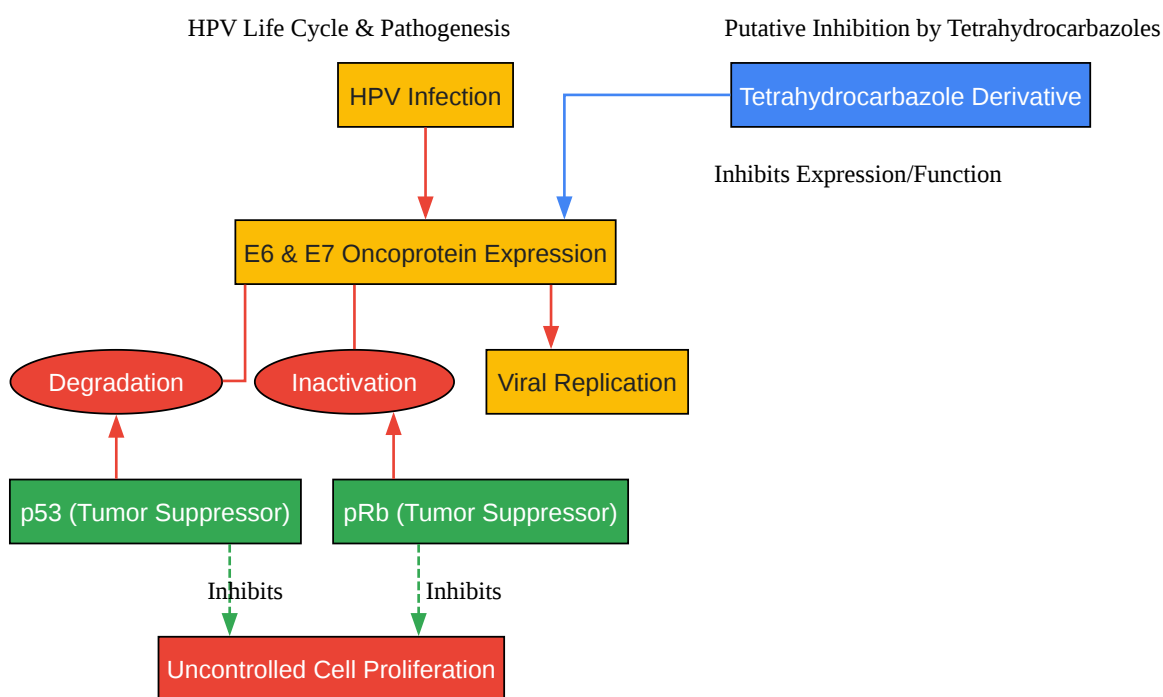 HPV Life Cycle & Pathogenesis
Putative Inhibition by Tetrahydrocarbazoles
HPV Infection
Tetrahydrocarbazole Derivative
Inhibits Expression/Function
E6 & E7 Oncoprotein Expression
Degradation
Inactivation
Viral Replication
p53 (Tumor Suppressor)
pRb (Tumor Suppressor)
Inhibits
Inhibits
Uncontrolled Cell Proliferation